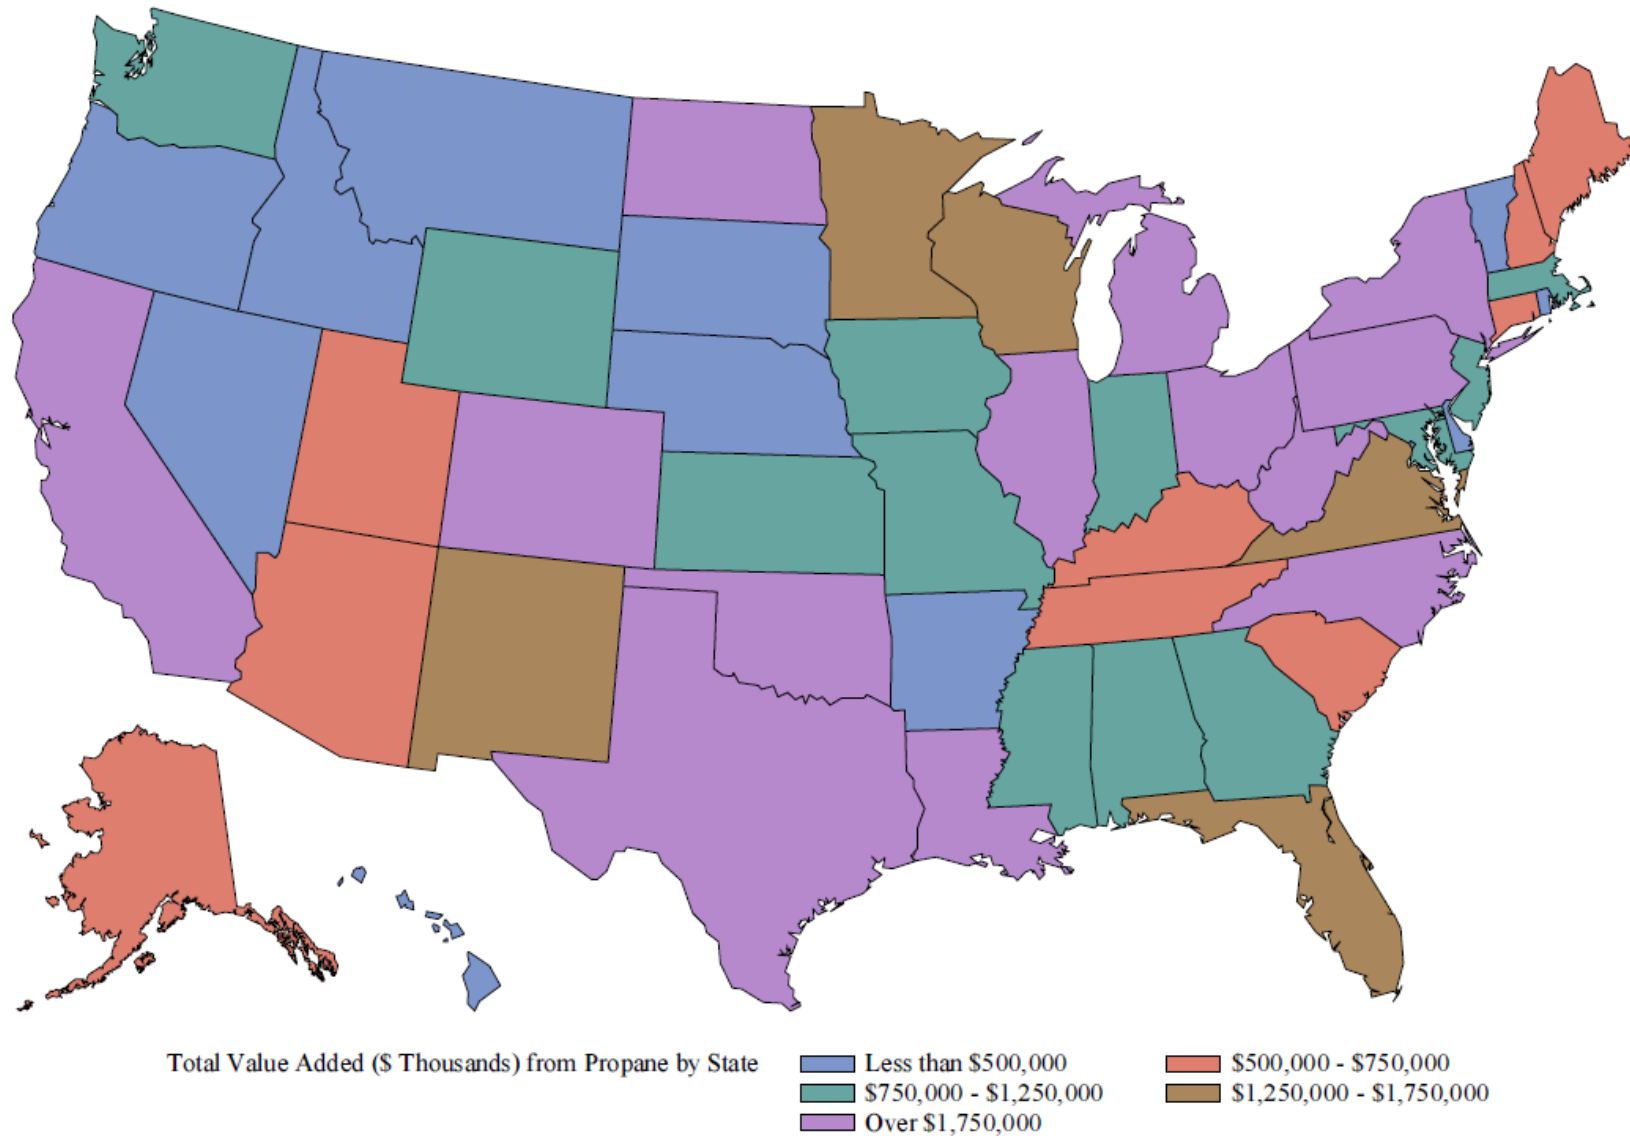 Total Value Added ($ Thousands) from Propane by State
Less than $500,000
$500,000 - $750,000
$750,000 - $1,250,000
$1,250,000 - $1,750,000
Over $1,750,000